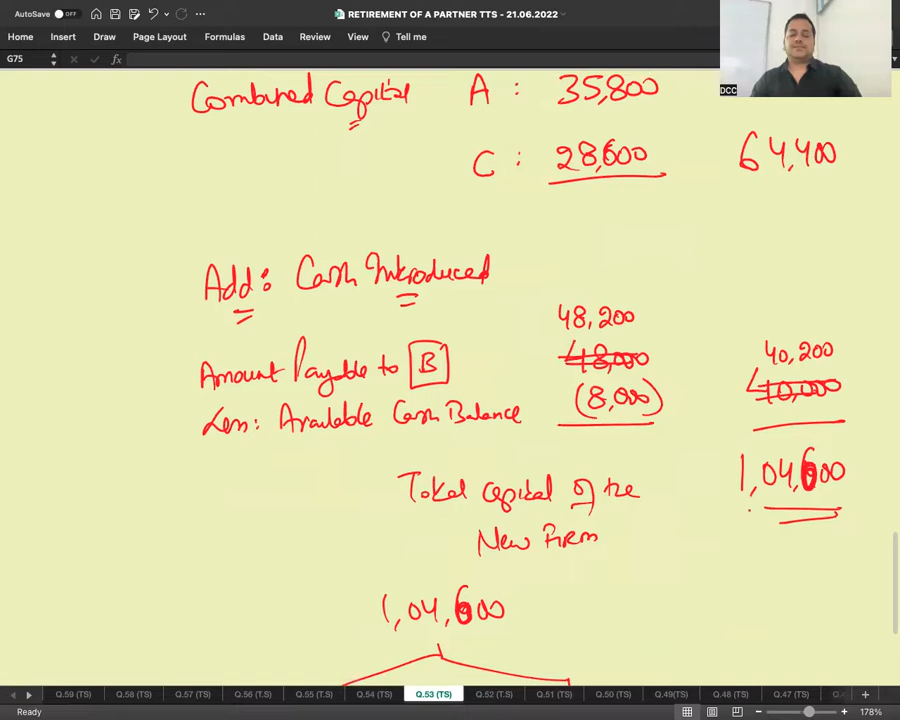 AutoSave OFF RETIREMENT OF A PARTNER TTS - 21.06.2022
Home Insert Draw Page Layout Formulas Data Review View Tell me
G75 fx
DCC
Combined Capital A : 35,800
C : 28,600 64,400
Add: Cash Introduced
48,200
Amount Payable to B 48,000 40,200
Less: Available Cash Balance (8,000) 40,000
Total Capital of the 1,04,600
New Firm
1,04,600
Q.59 (TS) Q.58 (TS) Q.57 (TS) Q.56 (T.S) Q.55 (T.S) Q.54 (TS) Q.53 (TS) Q.52 (T.S) Q.51 (TS) Q.50 (TS) Q.49(TS) Q.48 (TS) Q.47 (TS)
Ready 178%